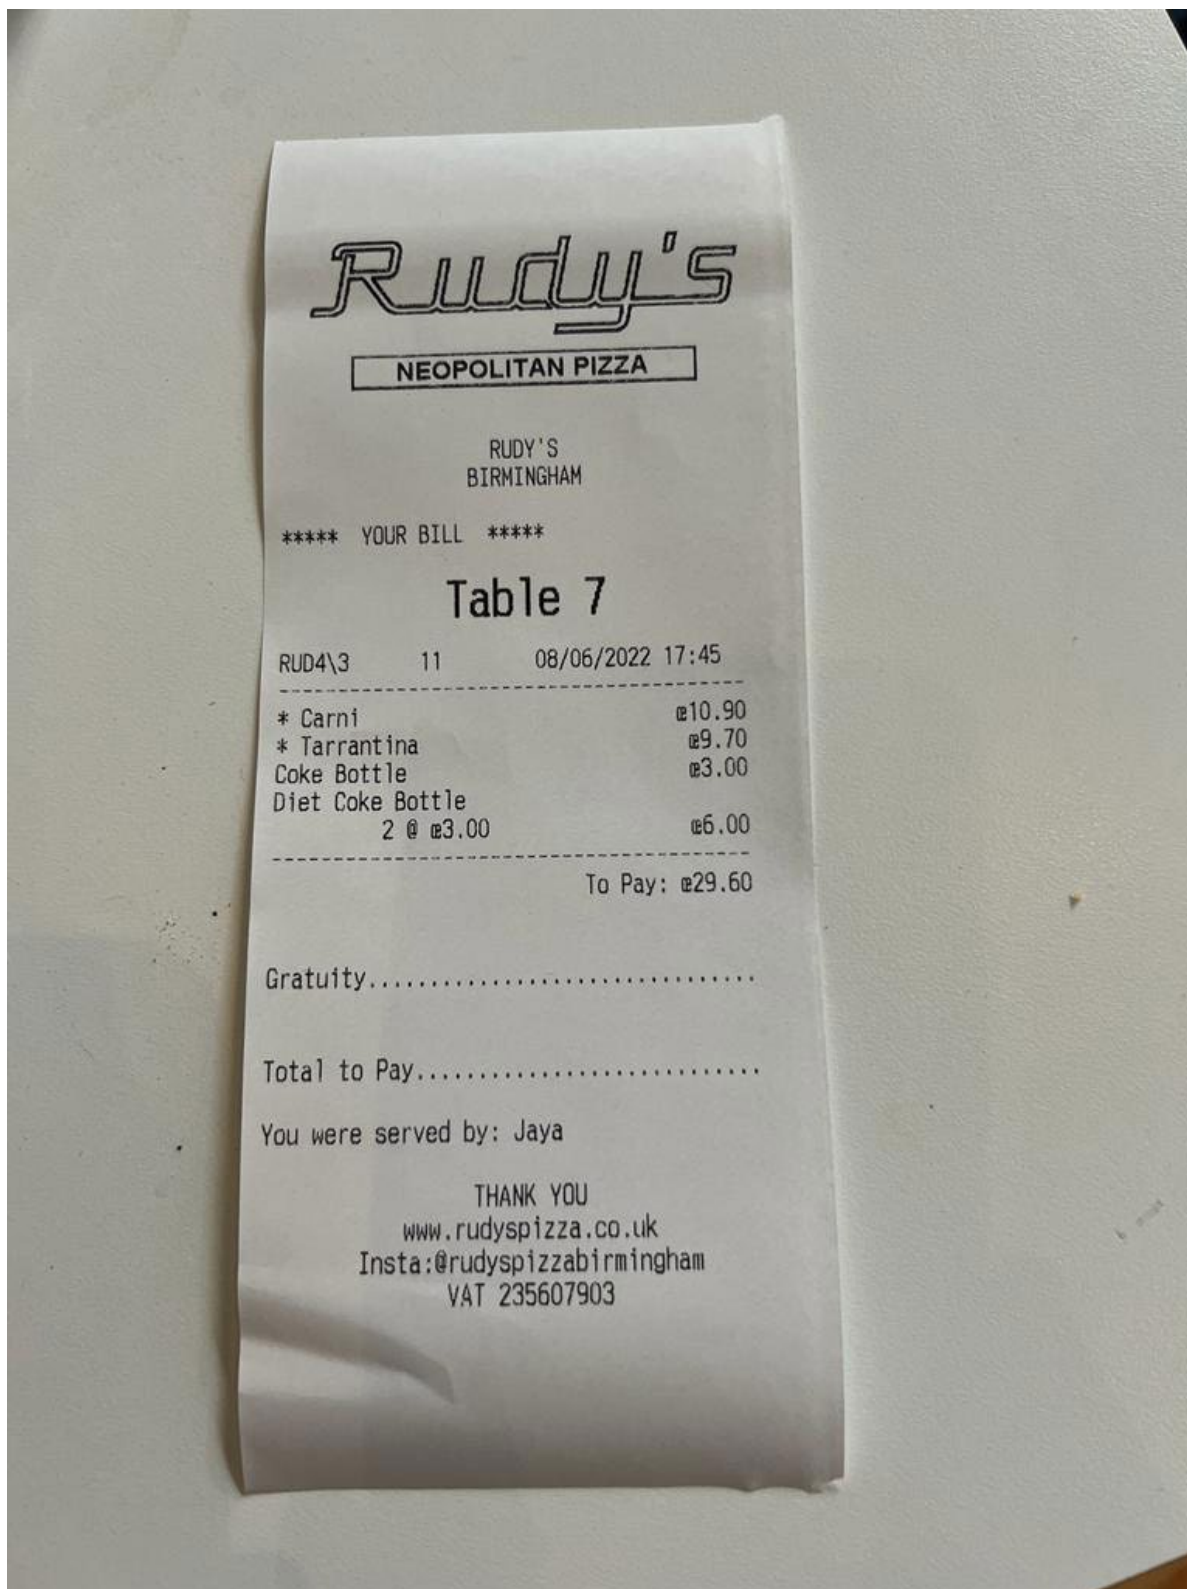 Rudy's
NEOPOLITAN PIZZA
RUDY'S
BIRMINGHAM
***** YOUR BILL *****
Table 7
RUD4\3 11 08/06/2022 17:45
* Carni ₤10.90
* Tarrantina ₤9.70
Coke Bottle ₤3.00
Diet Coke Bottle
2 @ ₤3.00 ₤6.00
To Pay: ₤29.60
Gratuity................................
Total to Pay............................
You were served by: Jaya
THANK YOU
www.rudyspizza.co.uk
Insta:@rudyspizzabirmingham
VAT 235607903